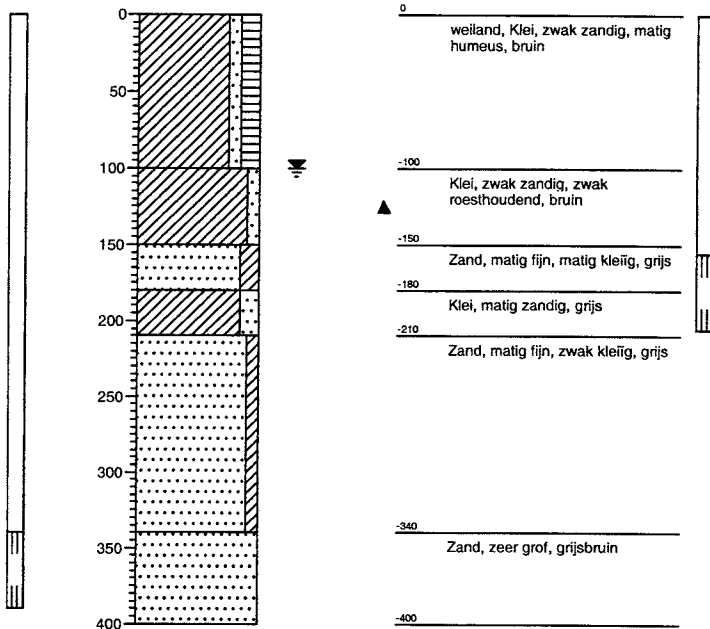 0
50
100
150
200
250
300
350
400
0
weiland, Klei, zwak zandig, matig
humeus, bruin
-100
Klei, zwak zandig, zwak
roesthoudend, bruin
-150
Zand, matig fijn, matig kleiïg, grijs
-180
Klei, matig zandig, grijs
-210
Zand, matig fijn, zwak kleiïg, grijs
-340
Zand, zeer grof, grijsbruin
-400